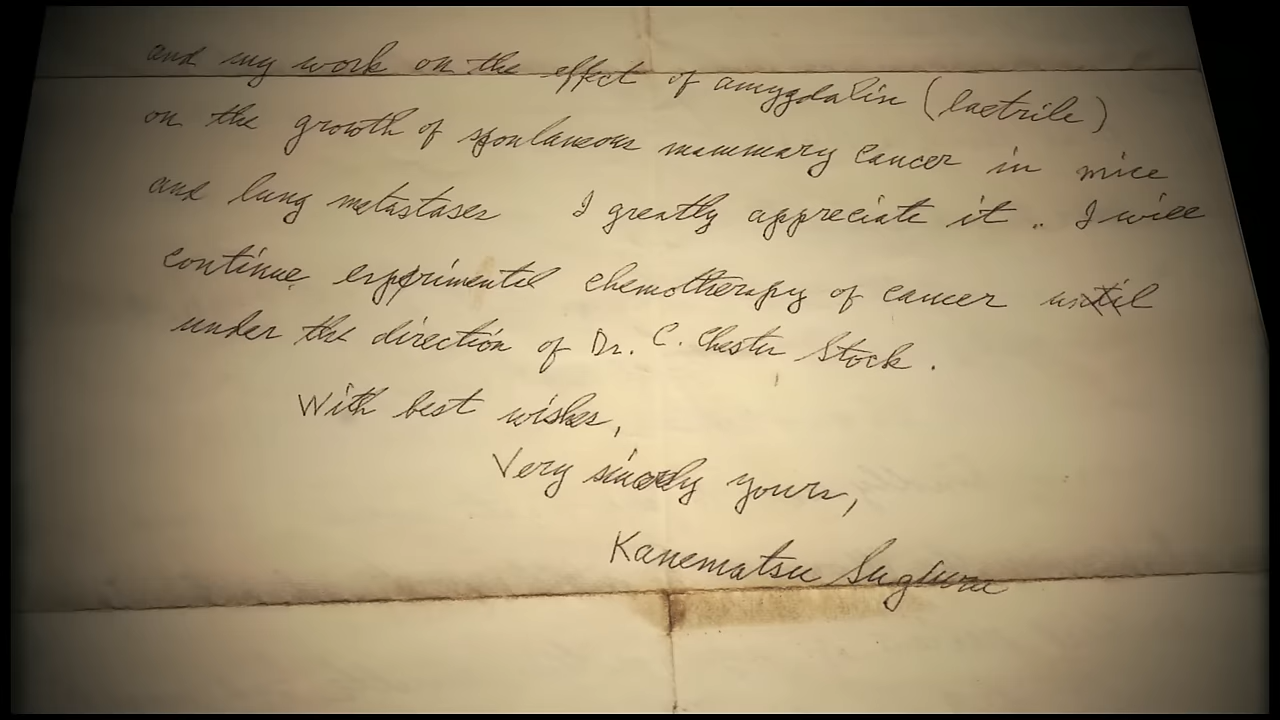 and my work on the effect of amygdalin (laetrile)
on the growth of spontaneous mammary cancer in mice
and lung metastases I greatly appreciate it.. I will
continue experimental chemotherapy of cancer until
under the direction of Dr. C. Chester Stock.
With best wishes,
Very sincerely yours,
Kanematsu Sugiura